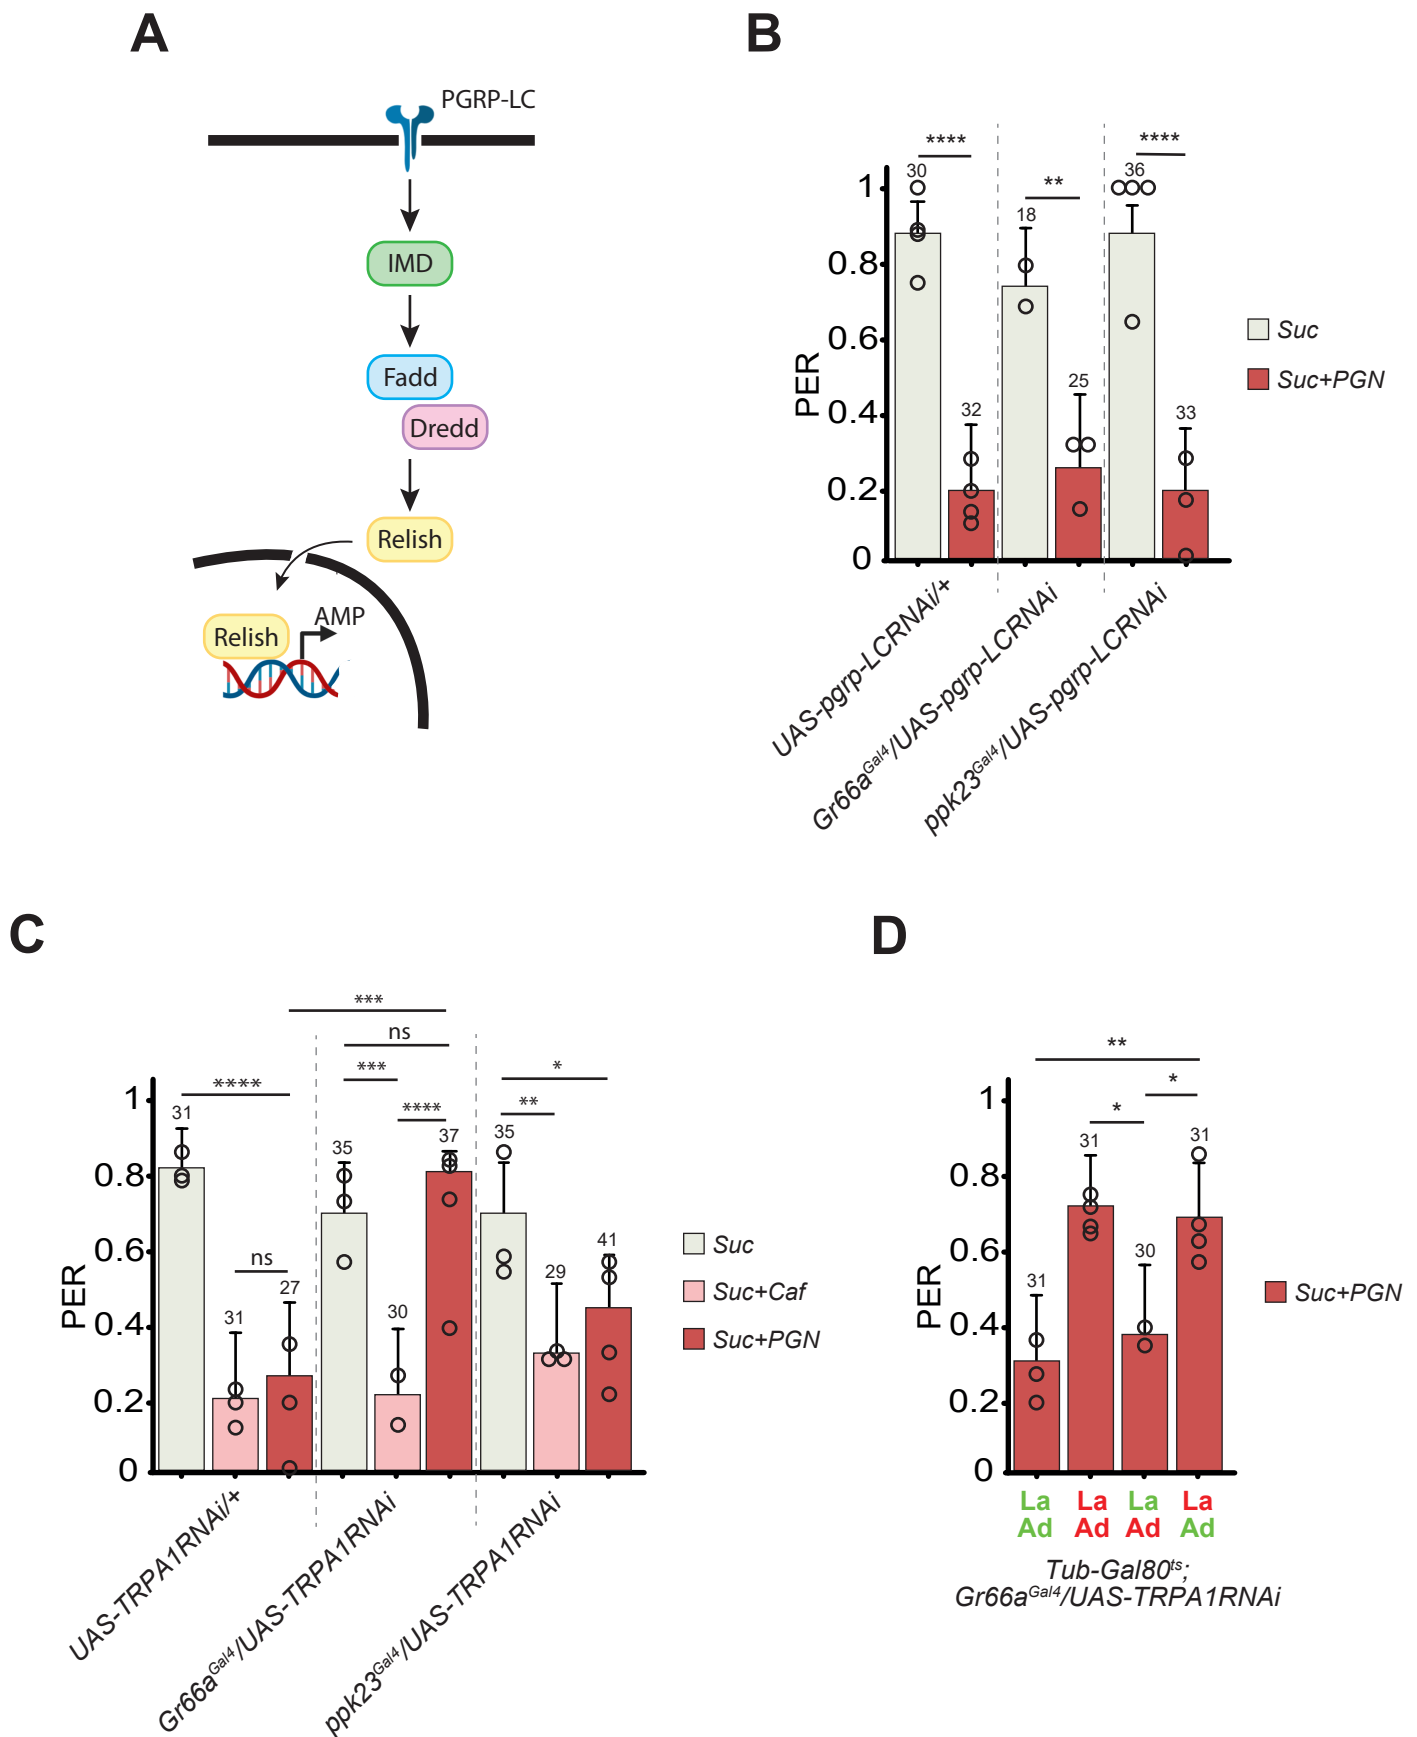 A
PGRP-LC
IMD
Fadd
Dredd
Relish
AMP
Relish
B
****
**
****
30
18
36
32
25
33
1
0.8
0.6
0.4
0.2
0
PER
Suc
Suc+PGN
UAS-pgrp-LCRNAi/+
Gr66aGal4/UAS-pgrp-LCRNAi
ppk23Gal4/UAS-pgrp-LCRNAi
C
***
ns
***
*
****
****
**
ns
31
31
27
35
30
37
35
29
41
1
0.8
0.6
0.4
0.2
0
PER
Suc
Suc+Caf
Suc+PGN
UAS-TRPA1RNAi/+
Gr66aGal4/UAS-TRPA1RNAi
ppk23Gal4/UAS-TRPA1RNAi
D
**
*
*
31
31
30
31
1
0.8
0.6
0.4
0.2
0
PER
Suc+PGN
La La La La
Ad Ad Ad Ad
Tub-Gal80ts;
Gr66aGal4/UAS-TRPA1RNAi